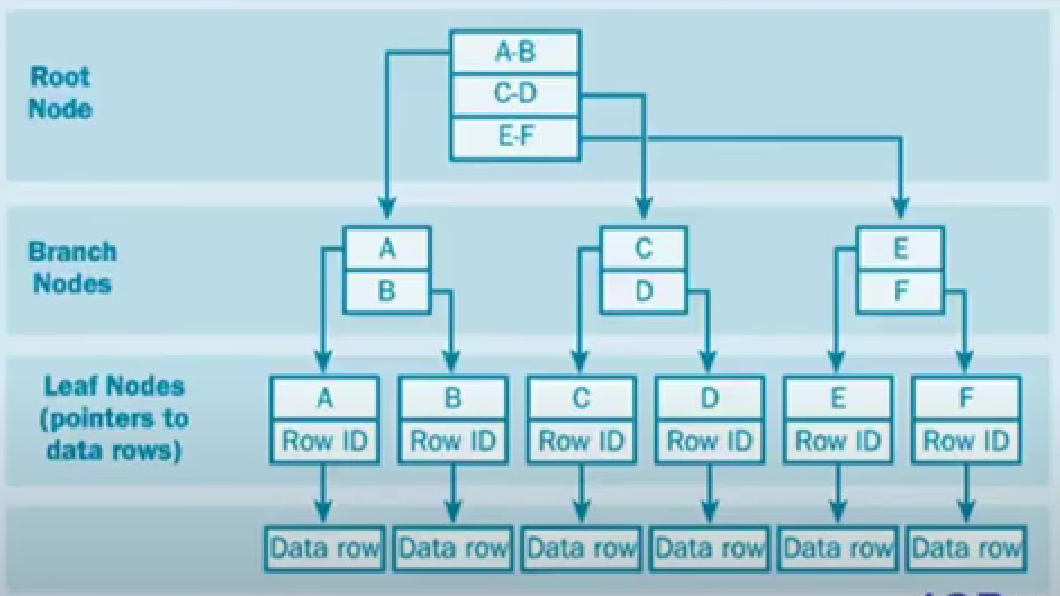 A-B
Root
Node
C-D
E-F
Branch
Nodes
A
C
E
B
D
F
Leaf Nodes
(pointers to
data rows)
A
B
C
D
E
F
Row ID
Row ID
Row ID
Row ID
Row ID
Row ID
Data row
Data row
Data row
Data row
Data row
Data row